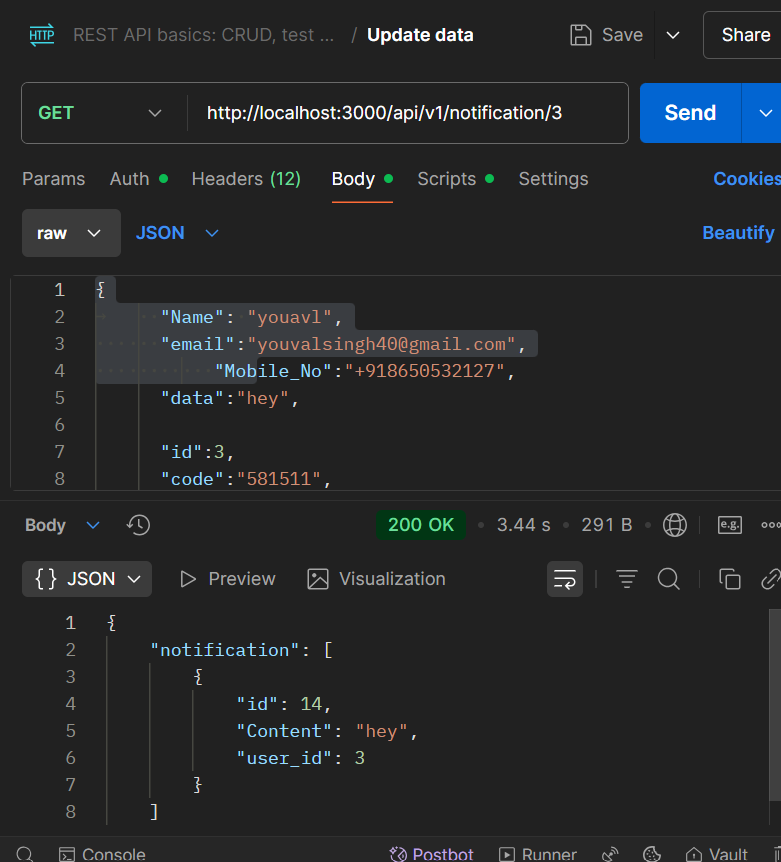 HTTP REST API basics: CRUD, test ... / Update data Save Share
GET http://localhost:3000/api/v1/notification/3 Send
Params Auth Headers (12) Body Scripts Settings Cookies
raw JSON Beautify
1 {
2 "Name": "youavl",
3 "email":"youvalsingh40@gmail.com",
4 "Mobile_No":"+918650532127",
5 "data":"hey",
6
7 "id":3,
8 "code":"581511",
Body 200 OK • 3.44 s • 291 B • e.g.
{} JSON Preview Visualization
1 {
2 "notification": [
3 {
4 "id": 14,
5 "Content": "hey",
6 "user_id": 3
7 }
8 ]
Console Postbot Runner Vault